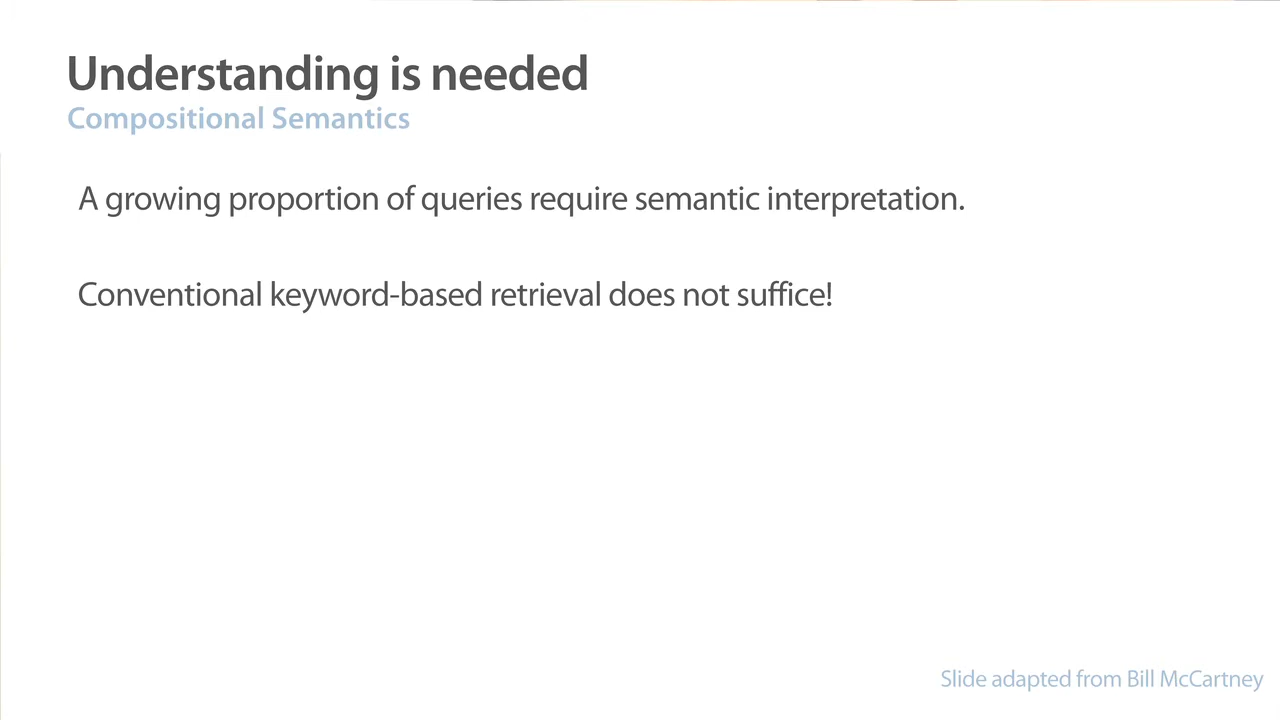 Understanding is needed
Compositional Semantics
A growing proportion of queries require semantic interpretation.
Conventional keyword-based retrieval does not suffice!
Slide adapted from Bill McCartney